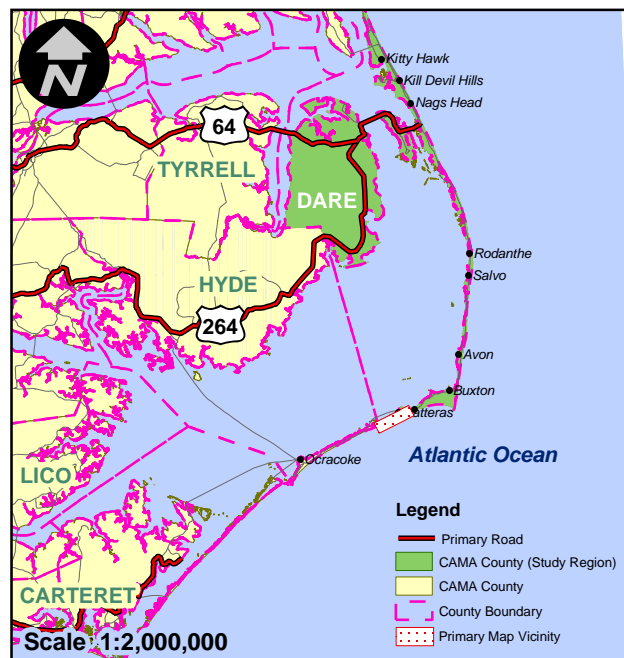 N
Kitty Hawk
Kill Devil Hills
Nags Head
64
TYRRELL
DARE
HYDE
264
Rodanthe
Salvo
Avon
Buxton
atteras
Ocracoke
Atlantic Ocean
LICO
CARTERET
Legend
Primary Road
CAMA County (Study Region)
CAMA County
County Boundary
Primary Map Vicinity
Scale 1:2,000,000